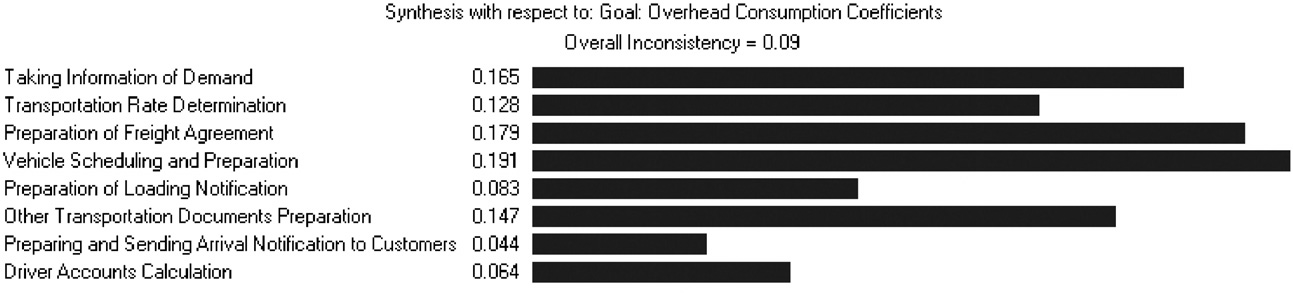 Synthesis with respect to: Goal: Overhead Consumption Coefficients
Overall Inconsistency = 0.09
Taking Information of Demand 0.165
Transportation Rate Determination 0.128
Preparation of Freight Agreement 0.179
Vehicle Scheduling and Preparation 0.191
Preparation of Loading Notification 0.083
Other Transportation Documents Preparation 0.147
Preparing and Sending Arrival Notification to Customers 0.044
Driver Accounts Calculation 0.064